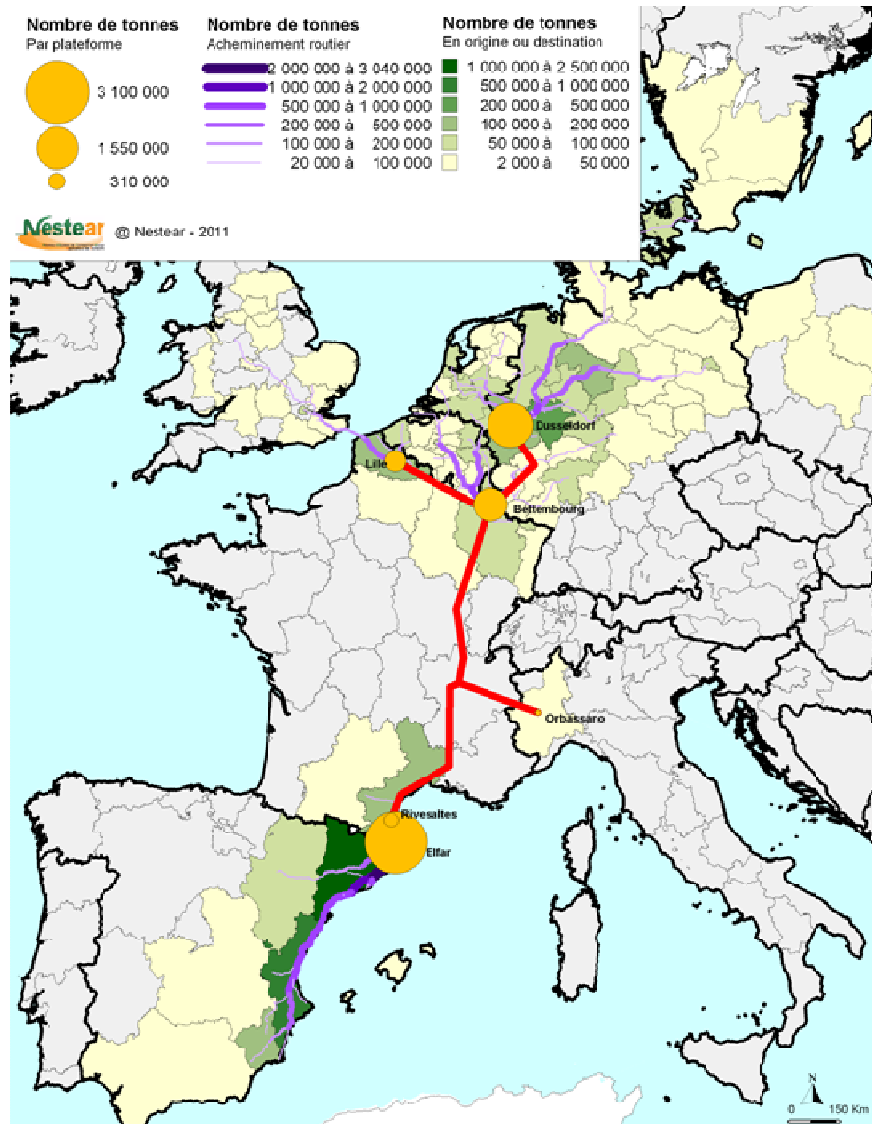 Nombre de tonnes
Par plateforme
3 100 000
1 550 000
310 000
Nombre de tonnes
Acheminement routier
2 000 000 à 3 040 000
1 000 000 à 2 000 000
500 000 à 1 000 000
200 000 à 500 000
100 000 à 200 000
20 000 à 100 000
Nombre de tonnes
En origine ou destination
1 000 000 à 2 500 000
500 000 à 1 000 000
200 000 à 500 000
100 000 à 200 000
50 000 à 100 000
2 000 à 50 000
Nestear
@ Nestear - 2011
Dusseldorf
Lille
Bettembourg
Orbassaro
Rivesaltes
Elfar
N
0 150 Km